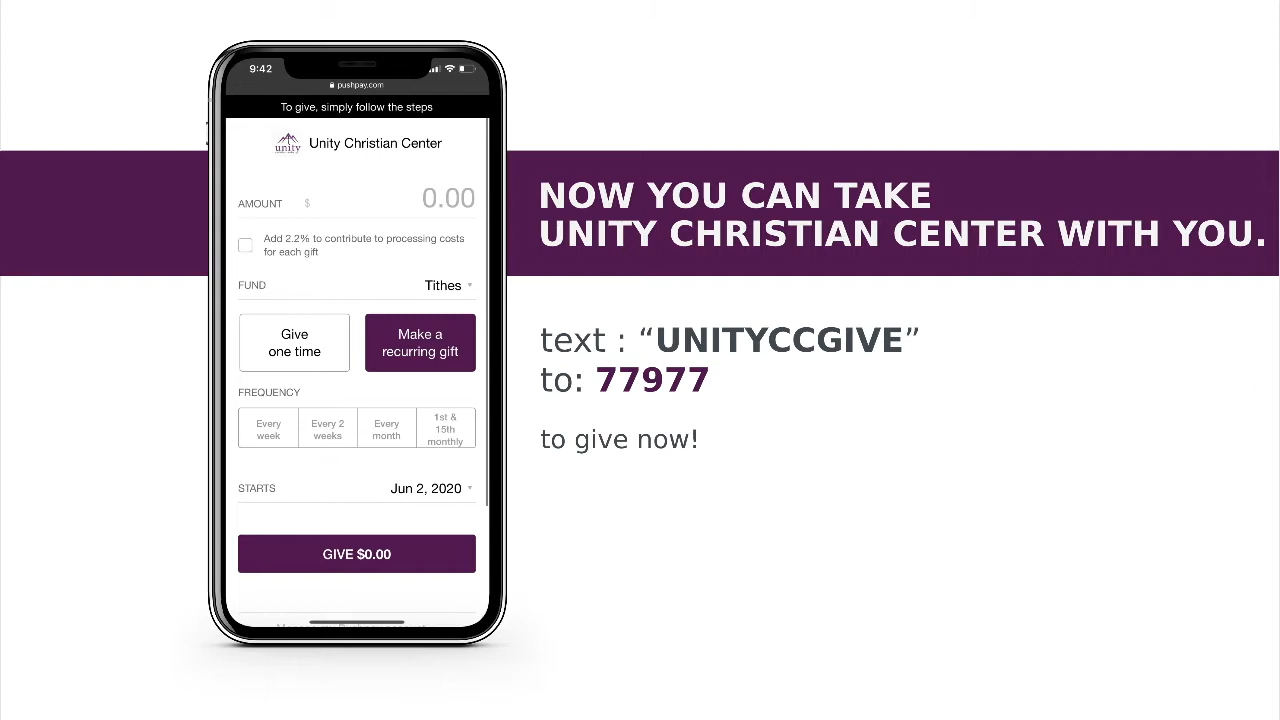 9:42
pushpay.com
To give, simply follow the steps
unity
Unity Christian Center
AMOUNT $ 0.00
Add 2.2% to contribute to processing costs
for each gift
FUND Tithes
Give
one time
Make a
recurring gift
FREQUENCY
Every
week
Every 2
weeks
Every
month
1st &
15th
monthly
STARTS Jun 2, 2020
GIVE $0.00
NOW YOU CAN TAKE
UNITY CHRISTIAN CENTER WITH YOU.
text : “UNITYCCGIVE”
to: 77977
to give now!